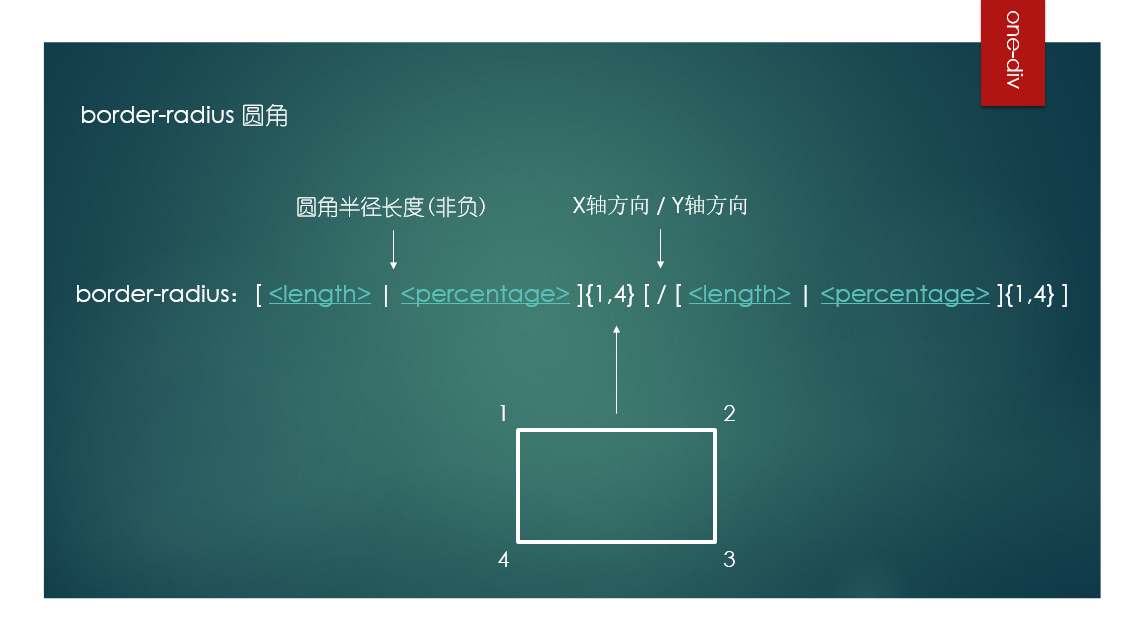 one-div
border-radius 圆角
圆角半径长度(非负)
X轴方向 / Y轴方向
border-radius：[ <length> | <percentage> ]{1,4} [ / [ <length> | <percentage> ]{1,4} ]
1
2
4
3